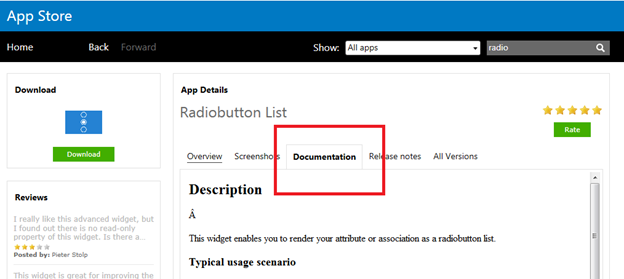 App Store
Home Back Forward Show: All apps radio
Download
Download
Reviews
I really like this advanced widget, but
I found out there is no read-only
property of this widget. Is there a...
Posted by: Pieter Stolp
This widget is great for improving the
App Details
Radiobutton List
Rate
Overview Screenshots Documentation Release notes All Versions
Description
Â
This widget enables you to render your attribute or association as a radiobutton list.
Typical usage scenario